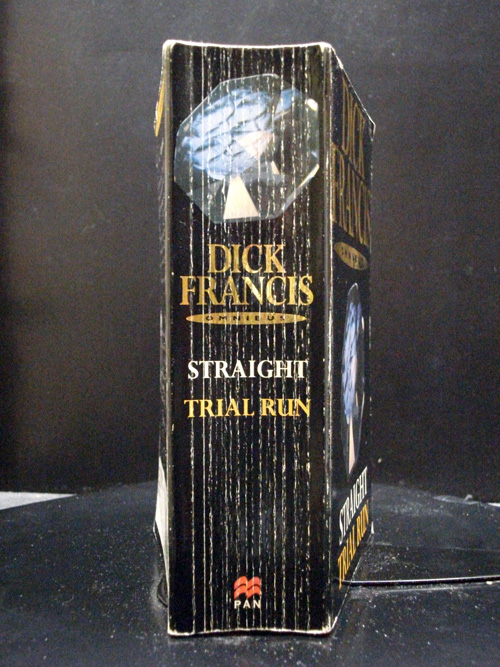 DICK
FRANCIS
OMNIBUS
STRAIGHT
TRIAL RUN
PAN
DICK
FRANCIS
OMNIBUS
STRAIGHT
TRIAL RUN